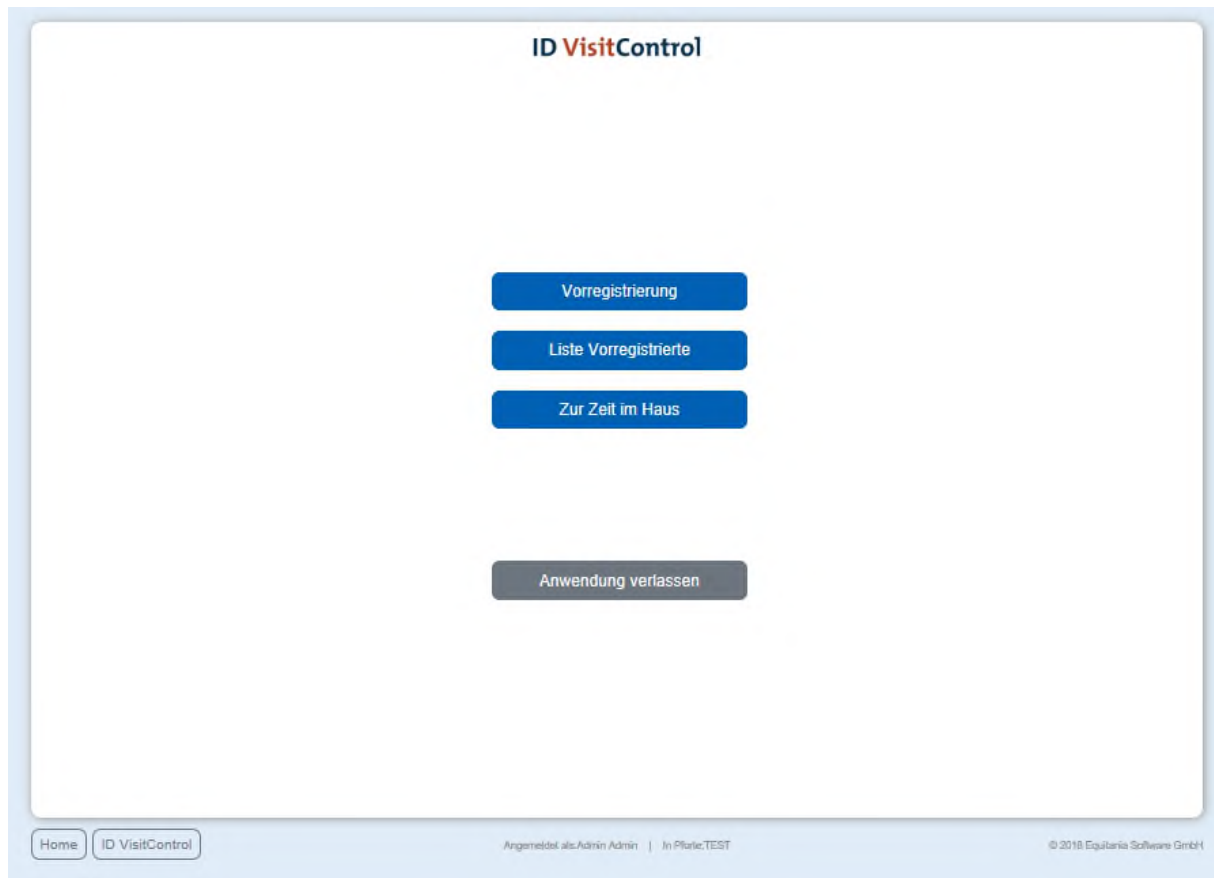 ID VisitControl
Vorregistrierung
Liste Vorregistrierte
Zur Zeit im Haus
Anwendung verlassen
Home
ID VisitControl
Angemeldet als:Admin Admin | In Pforte:TEST
© 2018 Equitania Software GmbH